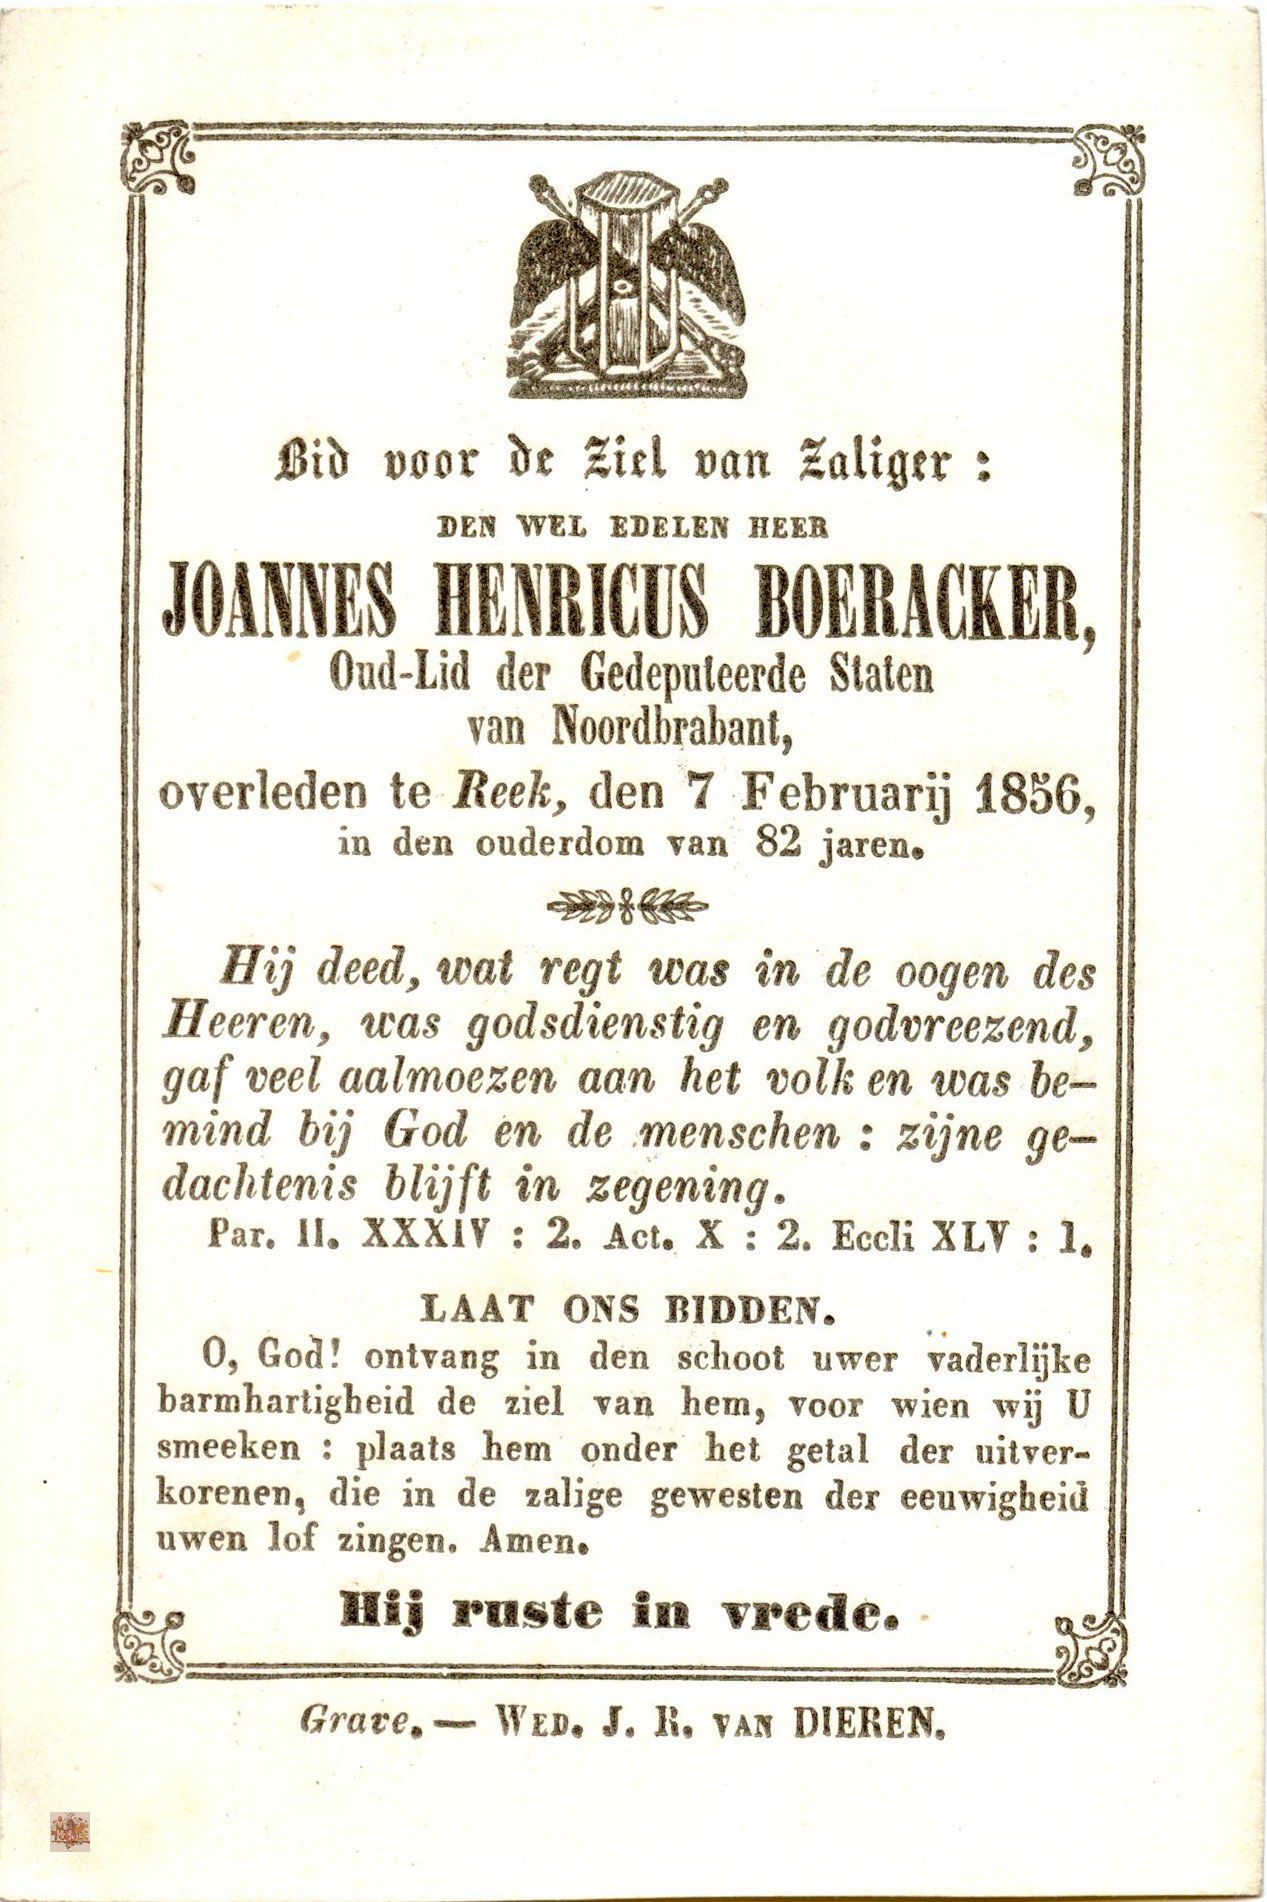 Bid voor de Ziel van Zaliger :
DEN WEL EDELEN HEER
JOANNES HENRICUS BOERACKER,
Oud-Lid der Gedeputeerde Staten
van Noordbrabant,
overleden te Reek, den 7 Februarij 1856,
in den ouderdom van 82 jaren.
Hij deed, wat regt was in de oogen des
Heeren, was godsdienstig en godvreezend,
gaf veel aalmoezen aan het volk en was be-
mind bij God en de menschen : zijne ge-
dachtenis blijft in zegening.
Par. II. XXXIV : 2. Act. X : 2. Eccli XLV : 1.
LAAT ONS BIDDEN.
O, God! ontvang in den schoot uwer vaderlijke
barmhartigheid de ziel van hem, voor wien wij U
smeeken : plaats hem onder het getal der uitver-
korenen, die in de zalige gewesten der eeuwigheid
uwen lof zingen. Amen.
Hij ruste in vrede.
Grave. — WED. J. R. VAN DIEREN.